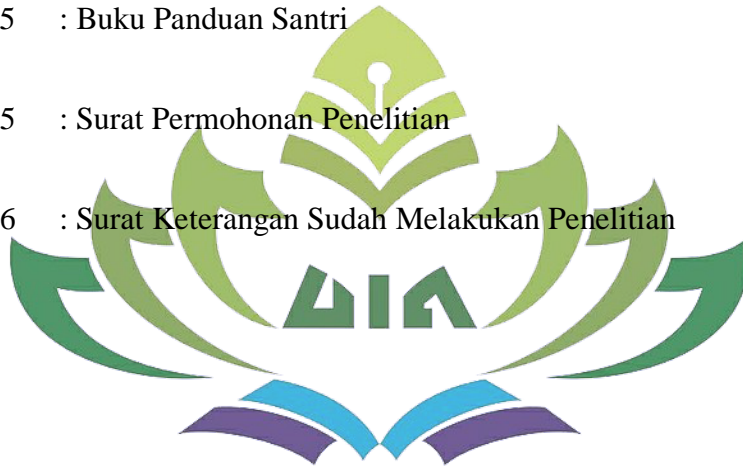 5 : Buku Panduan Santri
5 : Surat Permohonan Penelitian
6 : Surat Keterangan Sudah Melakukan Penelitian
UIN